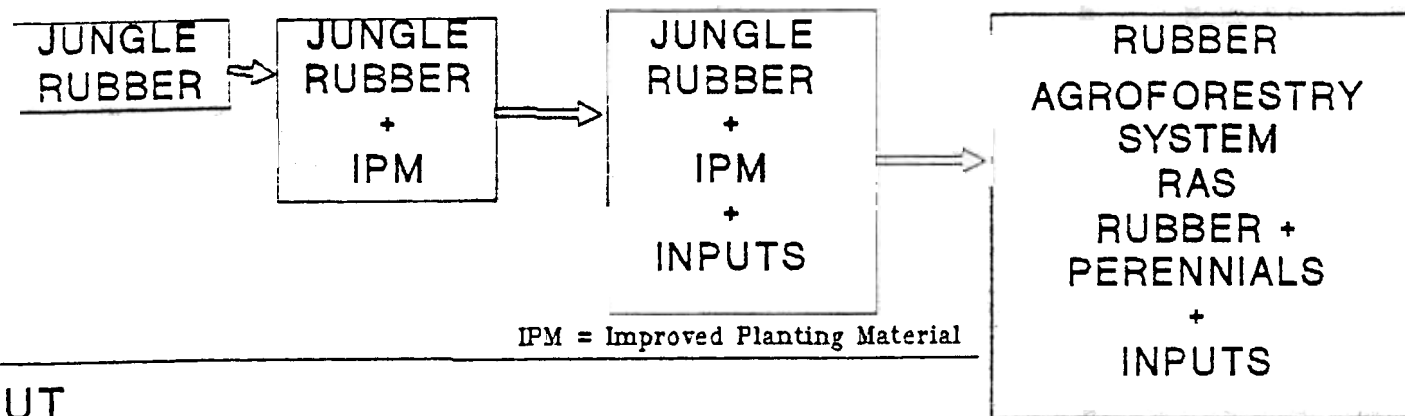 JUNGLE
RUBBER
JUNGLE
RUBBER
+
IPM
JUNGLE
RUBBER
+
IPM
+
INPUTS
RUBBER
AGROFORESTRY
SYSTEM
RAS
RUBBER +
PERENNIALS
+
INPUTS
IPM = Improved Planting Material
UT